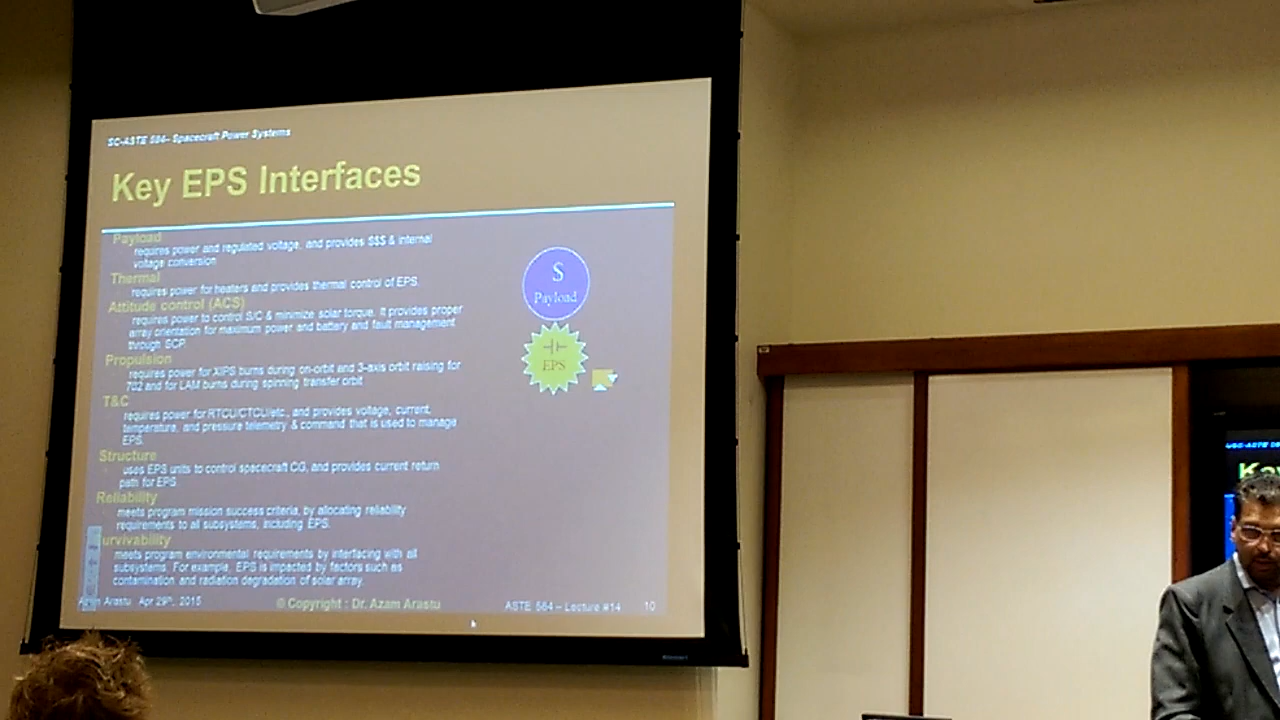 SC-ASTE 584- Spacecraft Power Systems
Key EPS Interfaces
Payload
requires power and regulated voltage, and provides S$S & internal
voltage conversion
Thermal
requires power for heaters and provides thermal control of EPS.
Attitude control (ACS)
requires power to control S/C & minimize solar torque. It provides proper
array orientation for maximum power and battery and fault management
through SCP.
Propulsion
requires power for XIPS burns during on-orbit and 3-axis orbit raising for
702 and for LAM burns during spinning transfer orbit
T&C
requires power for RTCU/CTCU/etc., and provides voltage, current,
temperature, and pressure telemetry & command that is used to manage
EPS.
Structure
uses EPS units to control spacecraft CG, and provides current return
path for EPS
Reliability
meets program mission success criteria, by allocating reliability
requirements to all subsystems, including EPS.
urvivability
meets program environmental requirements by interfacing with all
subsystems. For example, EPS is impacted by factors such as
contamination and radiation degradation of solar array.
$
Payload
EPS
Azam Arastu Apr 29th, 2015
© Copyright : Dr. Azam Arastu
ASTE 564 – Lecture #14
10